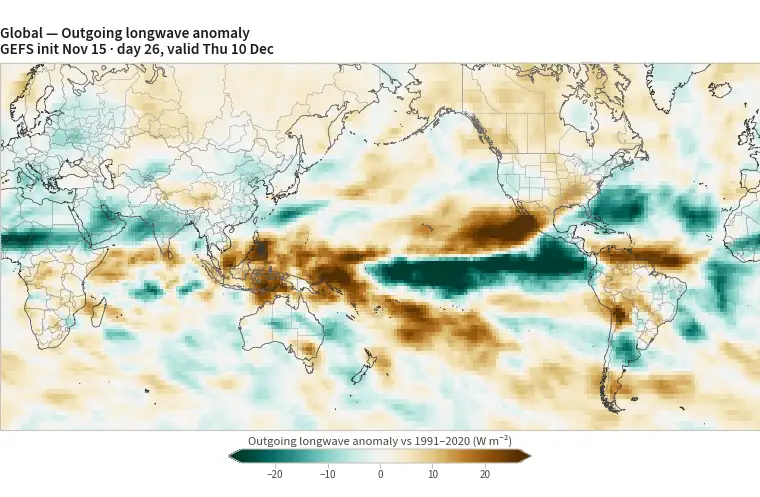 Global — Outgoing longwave anomaly
GEFS init Nov 15 · day 26, valid Thu 10 Dec
Outgoing longwave anomaly vs 1991–2020 (W m⁻²)
−20 −10 0 10 20